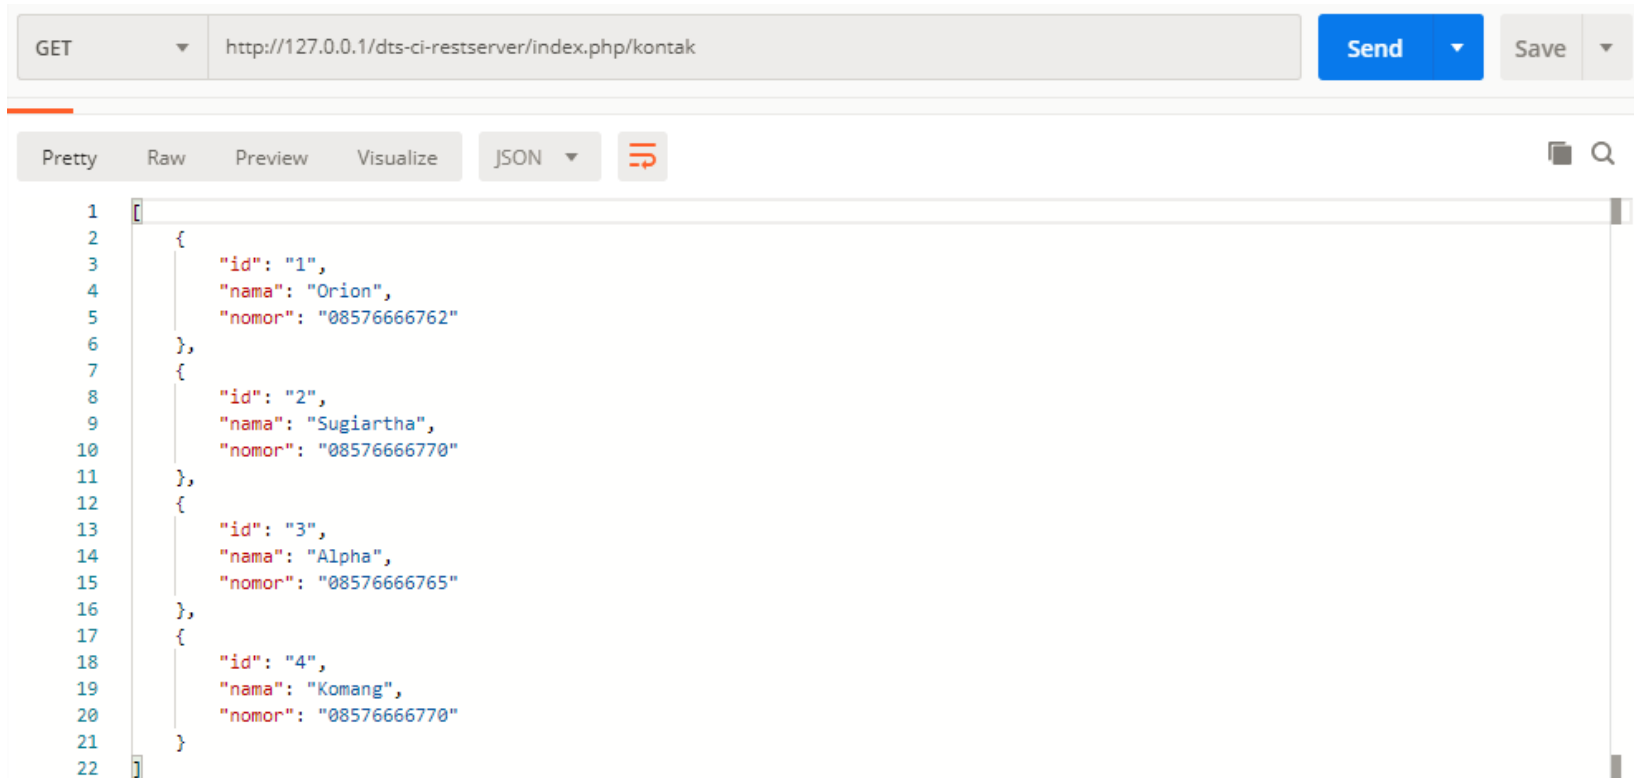 GET http://127.0.0.1/dts-ci-restserver/index.php/kontak Send Save
Pretty Raw Preview Visualize JSON
1 [
2 {
3 "id": "1",
4 "nama": "Orion",
5 "nomor": "08576666762"
6 },
7 {
8 "id": "2",
9 "nama": "Sugiartha",
10 "nomor": "08576666770"
11 },
12 {
13 "id": "3",
14 "nama": "Alpha",
15 "nomor": "08576666765"
16 },
17 {
18 "id": "4",
19 "nama": "Komang",
20 "nomor": "08576666770"
21 }
22 ]